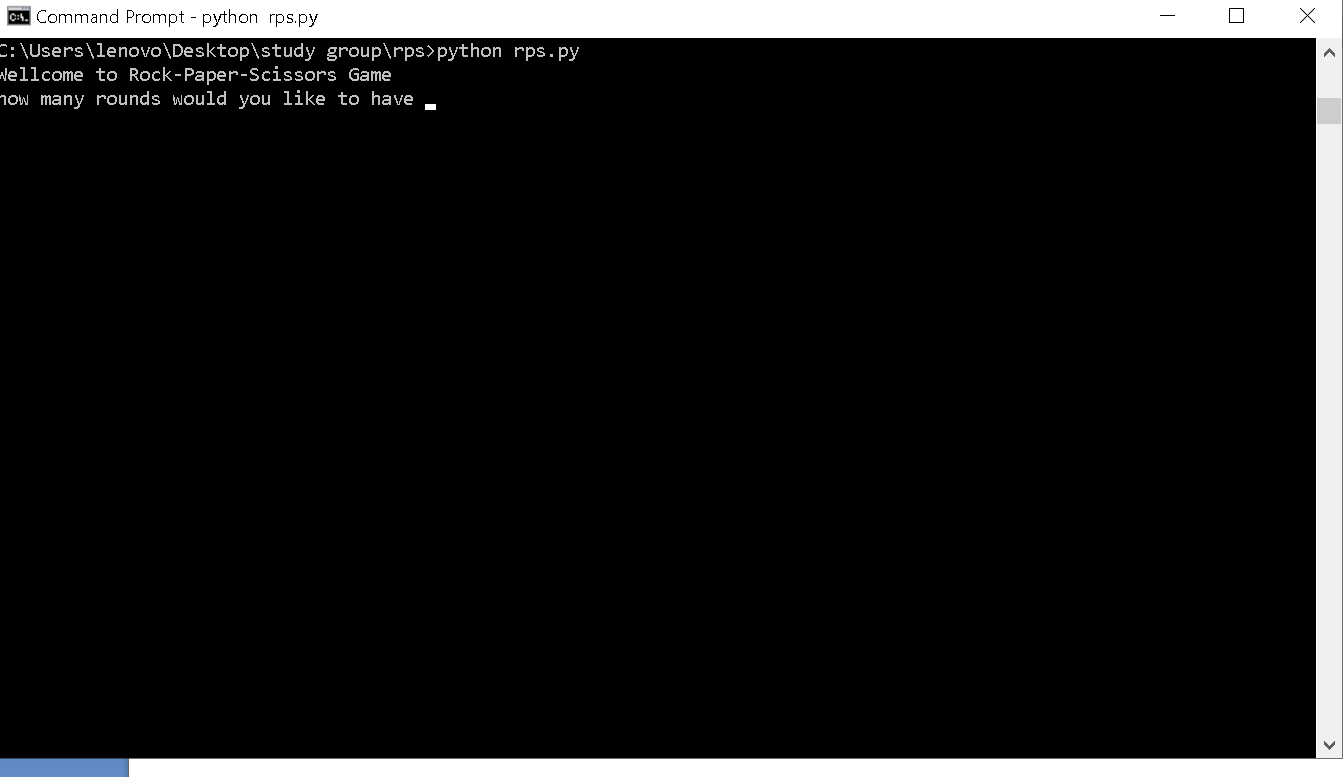 Command Prompt - python  rps.py
C:\Users\lenovo\Desktop\study group\rps>python rps.py
Wellcome to Rock-Paper-Scissors Game
how many rounds would you like to have